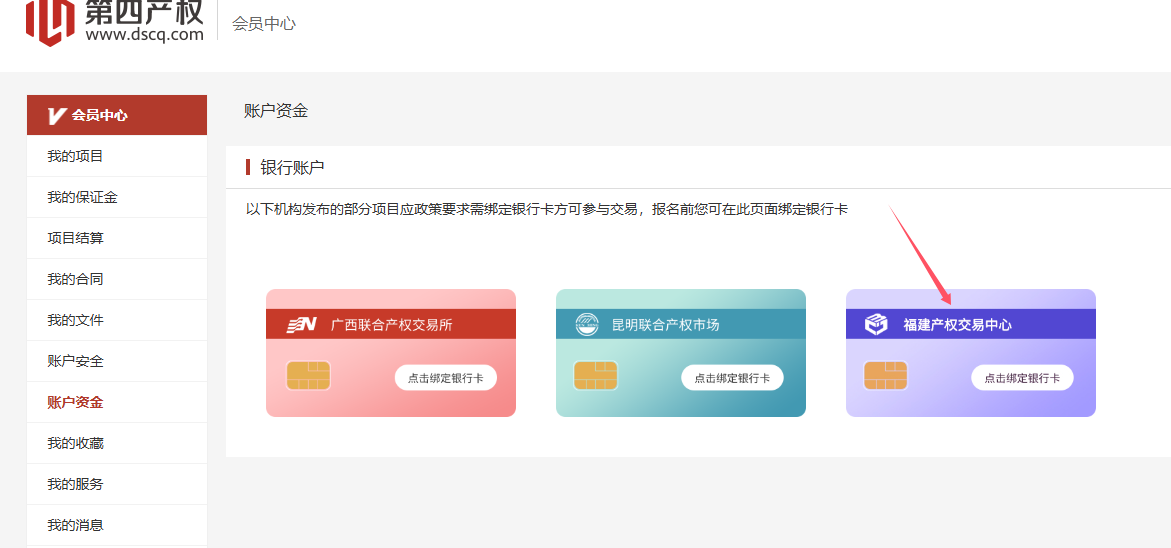 第四产权
www.dscq.com
会员中心
会员中心
我的项目
我的保证金
项目结算
我的合同
我的文件
账户安全
账户资金
我的收藏
我的服务
我的消息
账户资金
银行账户
以下机构发布的部分项目应政策要求需绑定银行卡方可参与交易，报名前您可在此页面绑定银行卡
广西联合产权交易所
点击绑定银行卡
昆明联合产权市场
点击绑定银行卡
福建产权交易中心
点击绑定银行卡